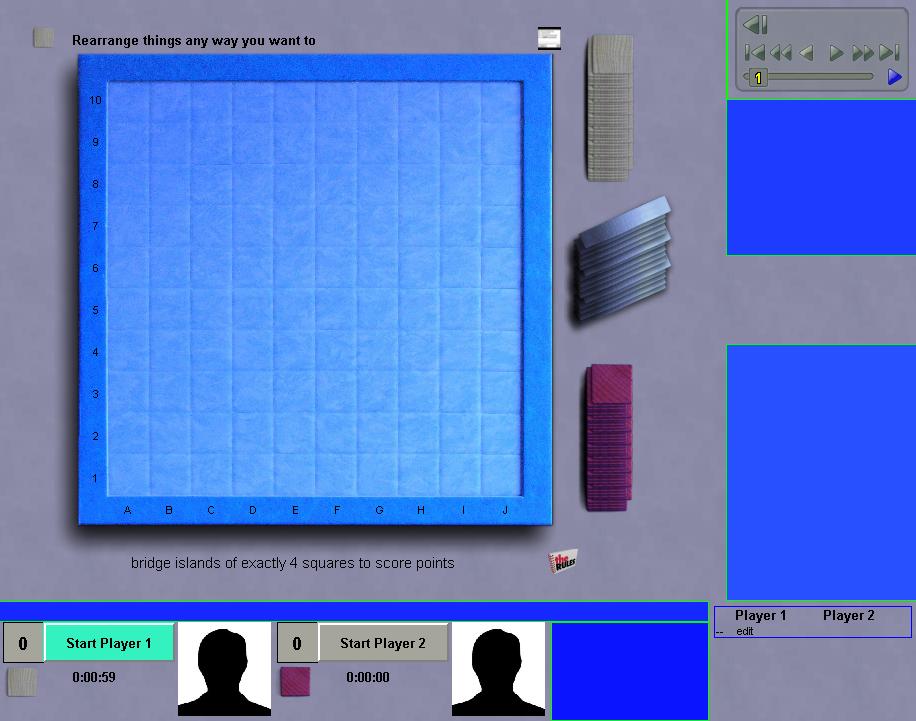 Rearrange things any way you want to
1
10
9
8
7
6
5
4
3
2
1
A B C D E F G H I J
bridge islands of exactly 4 squares to score points
the
RULES
Player 1 Player 2
-- edit
0 Start Player 1 0 Start Player 2
0:00:59 0:00:00